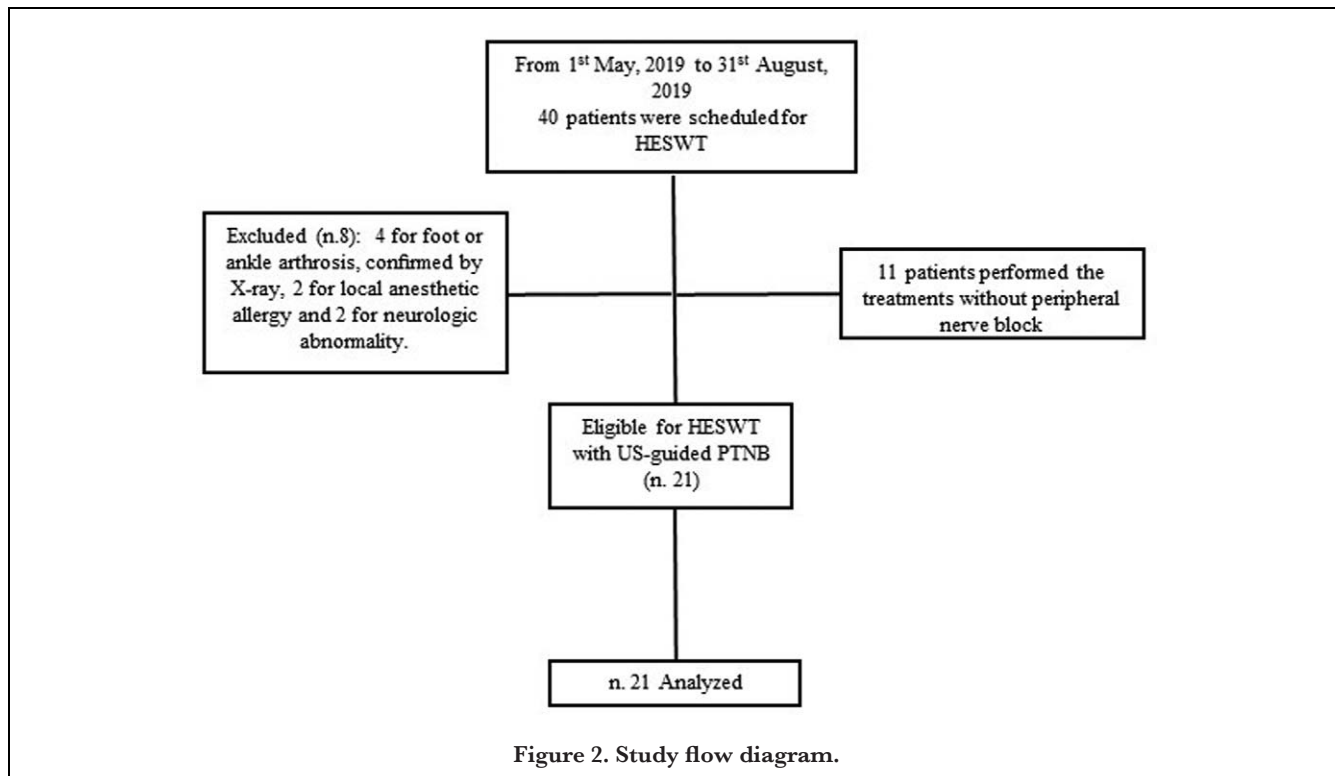 From 1st May, 2019 to 31st August,
2019
40 patients were scheduled for
HESWT
Excluded (n.8): 4 for foot or
ankle arthrosis, confirmed by
X-ray, 2 for local anesthetic
allergy and 2 for neurologic
abnormality.
11 patients performed the
treatments without peripheral
nerve block
Eligible for HESWT
with US-guided PTNB
(n. 21)
n. 21 Analyzed
Figure 2. Study flow diagram.